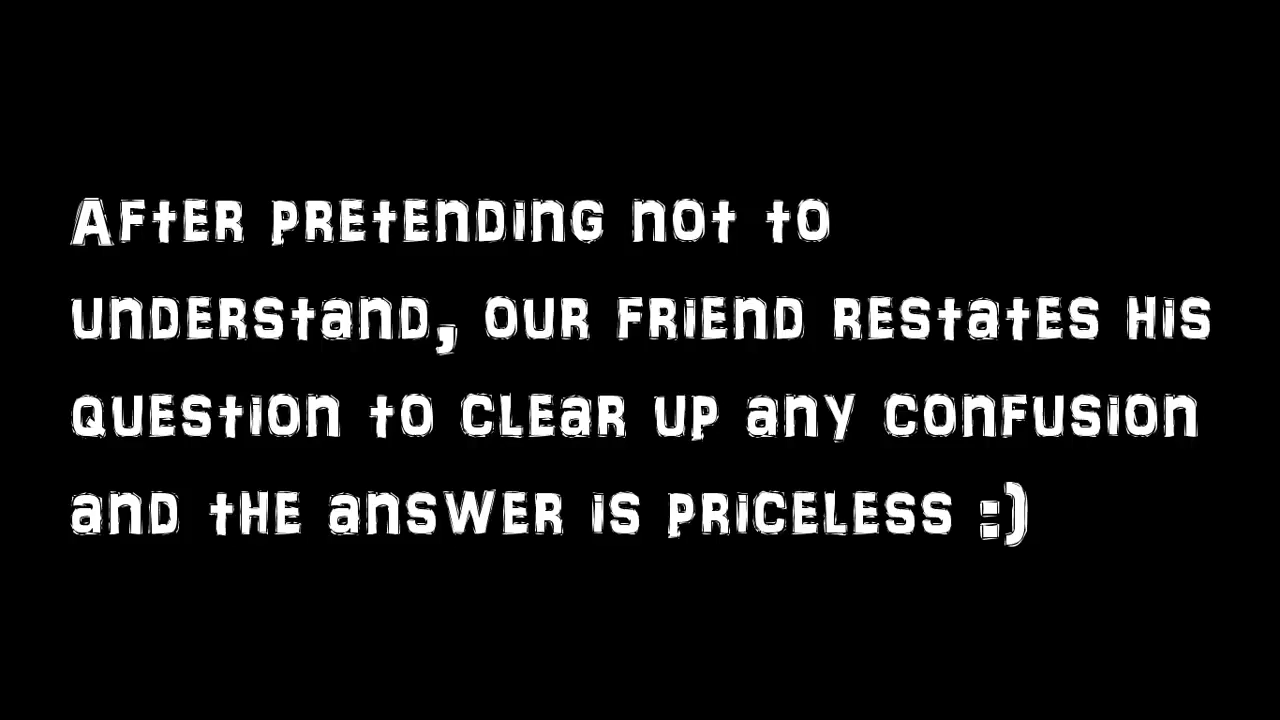 After pretending not to
understand, our friend restates his
question to clear up any confusion
and the answer is priceless :)